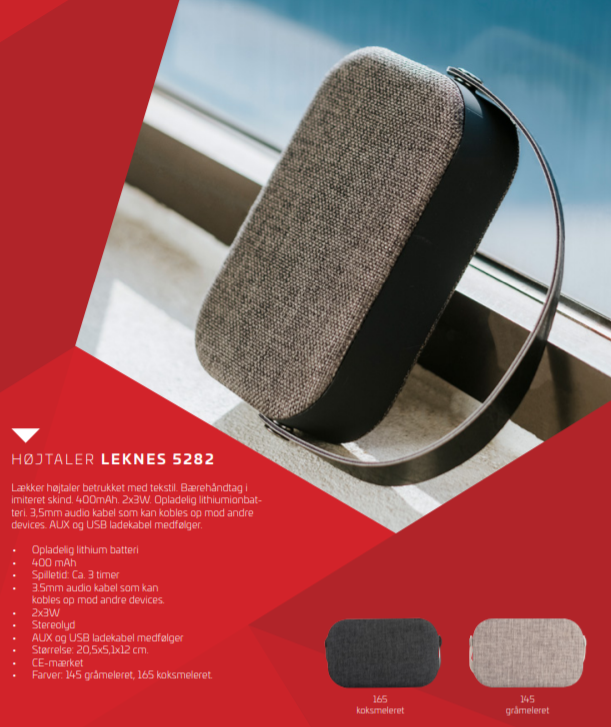 HØJTALER LEKNES 5282
Lækker højtaler betrukket med tekstil. Bærehåndtag i
imiteret skind. 400mAh. 2x3W. Opladelig lithiumionbat-
teri. 3,5mm audio kabel som kan kobles op mod andre
devices. AUX og USB ladekabel medfølger.
• Opladelig lithium batteri
• 400 mAh
• Spilletid: Ca. 3 timer
• 3.5mm audio kabel som kan
kobles op mod andre devices.
• 2x3W
• Stereolyd
• AUX og USB ladekabel medfølger
• Størrelse: 20,5x5,1x12 cm.
• CE-mærket
• Farver: 145 gråmeleret, 165 koksmeleret.
165
koksmeleret
145
gråmeleret